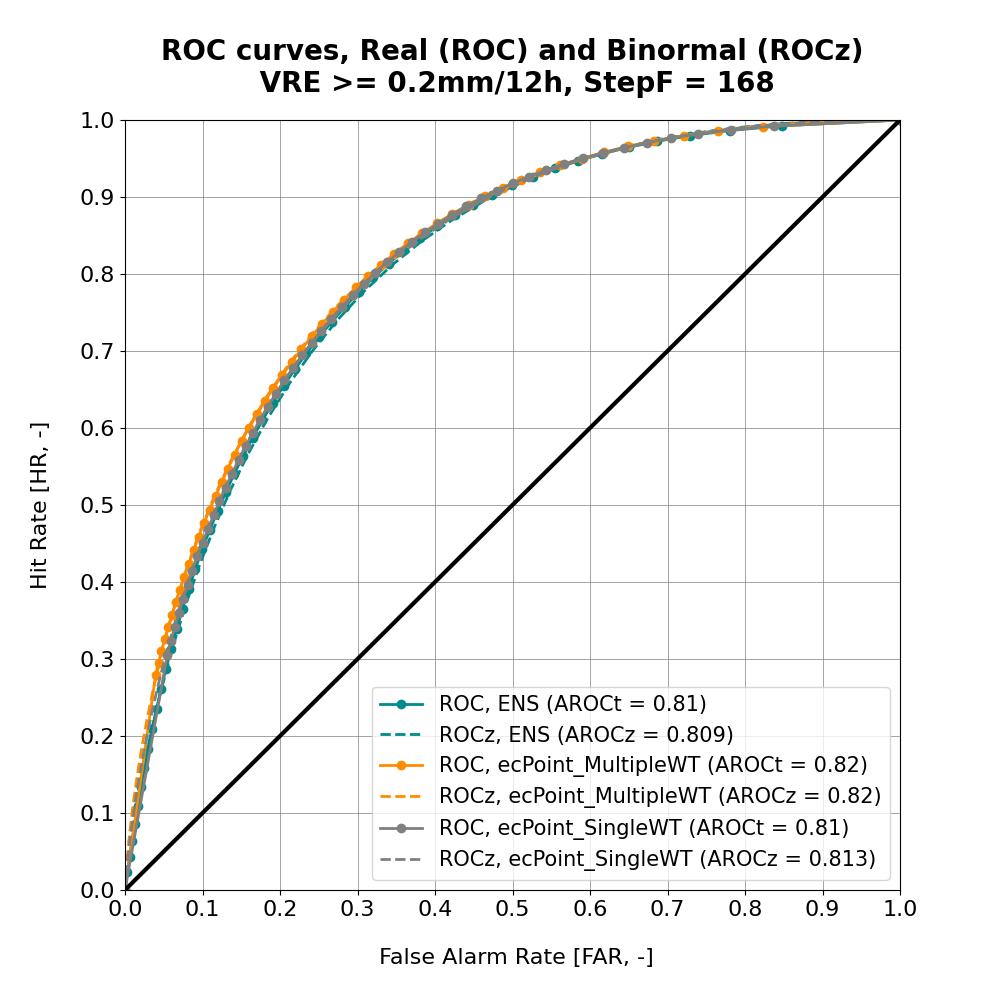 ROC curves, Real (ROC) and Binormal (ROCz)
VRE >= 0.2mm/12h, StepF = 168
1.0
0.9
0.8
0.7
0.6
0.5
0.4
0.3
0.2
0.1
0.0
Hit Rate [HR, -]
ROC, ENS (AROCt = 0.81)
ROCz, ENS (AROCz = 0.809)
ROC, ecPoint_MultipleWT (AROCt = 0.82)
ROCz, ecPoint_MultipleWT (AROCz = 0.82)
ROC, ecPoint_SingleWT (AROCt = 0.81)
ROCz, ecPoint_SingleWT (AROCz = 0.813)
0.0 0.1 0.2 0.3 0.4 0.5 0.6 0.7 0.8 0.9 1.0
False Alarm Rate [FAR, -]